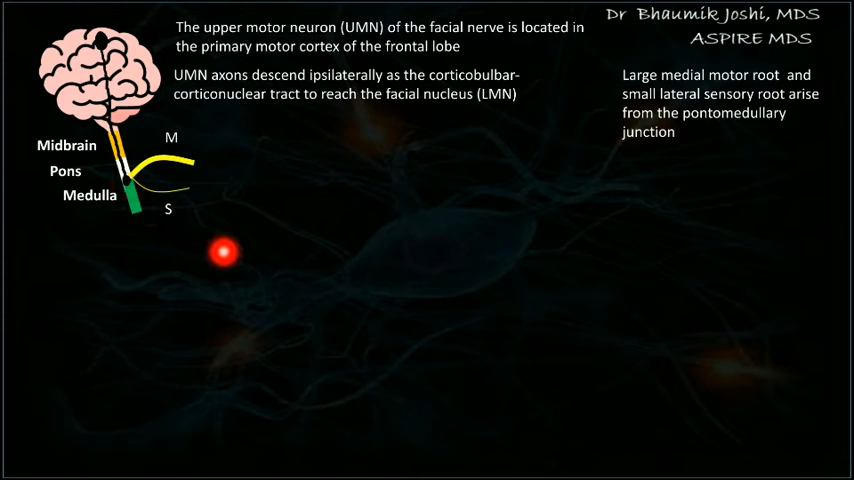 Dr Bhaumik Joshi, MDS
ASPIRE MDS
The upper motor neuron (UMN) of the facial nerve is located in
the primary motor cortex of the frontal lobe
UMN axons descend ipsilaterally as the corticobulbar-
corticonuclear tract to reach the facial nucleus (LMN)
Large medial motor root and
small lateral sensory root arise
from the pontomedullary
junction
M
Midbrain
Pons
Medulla
S